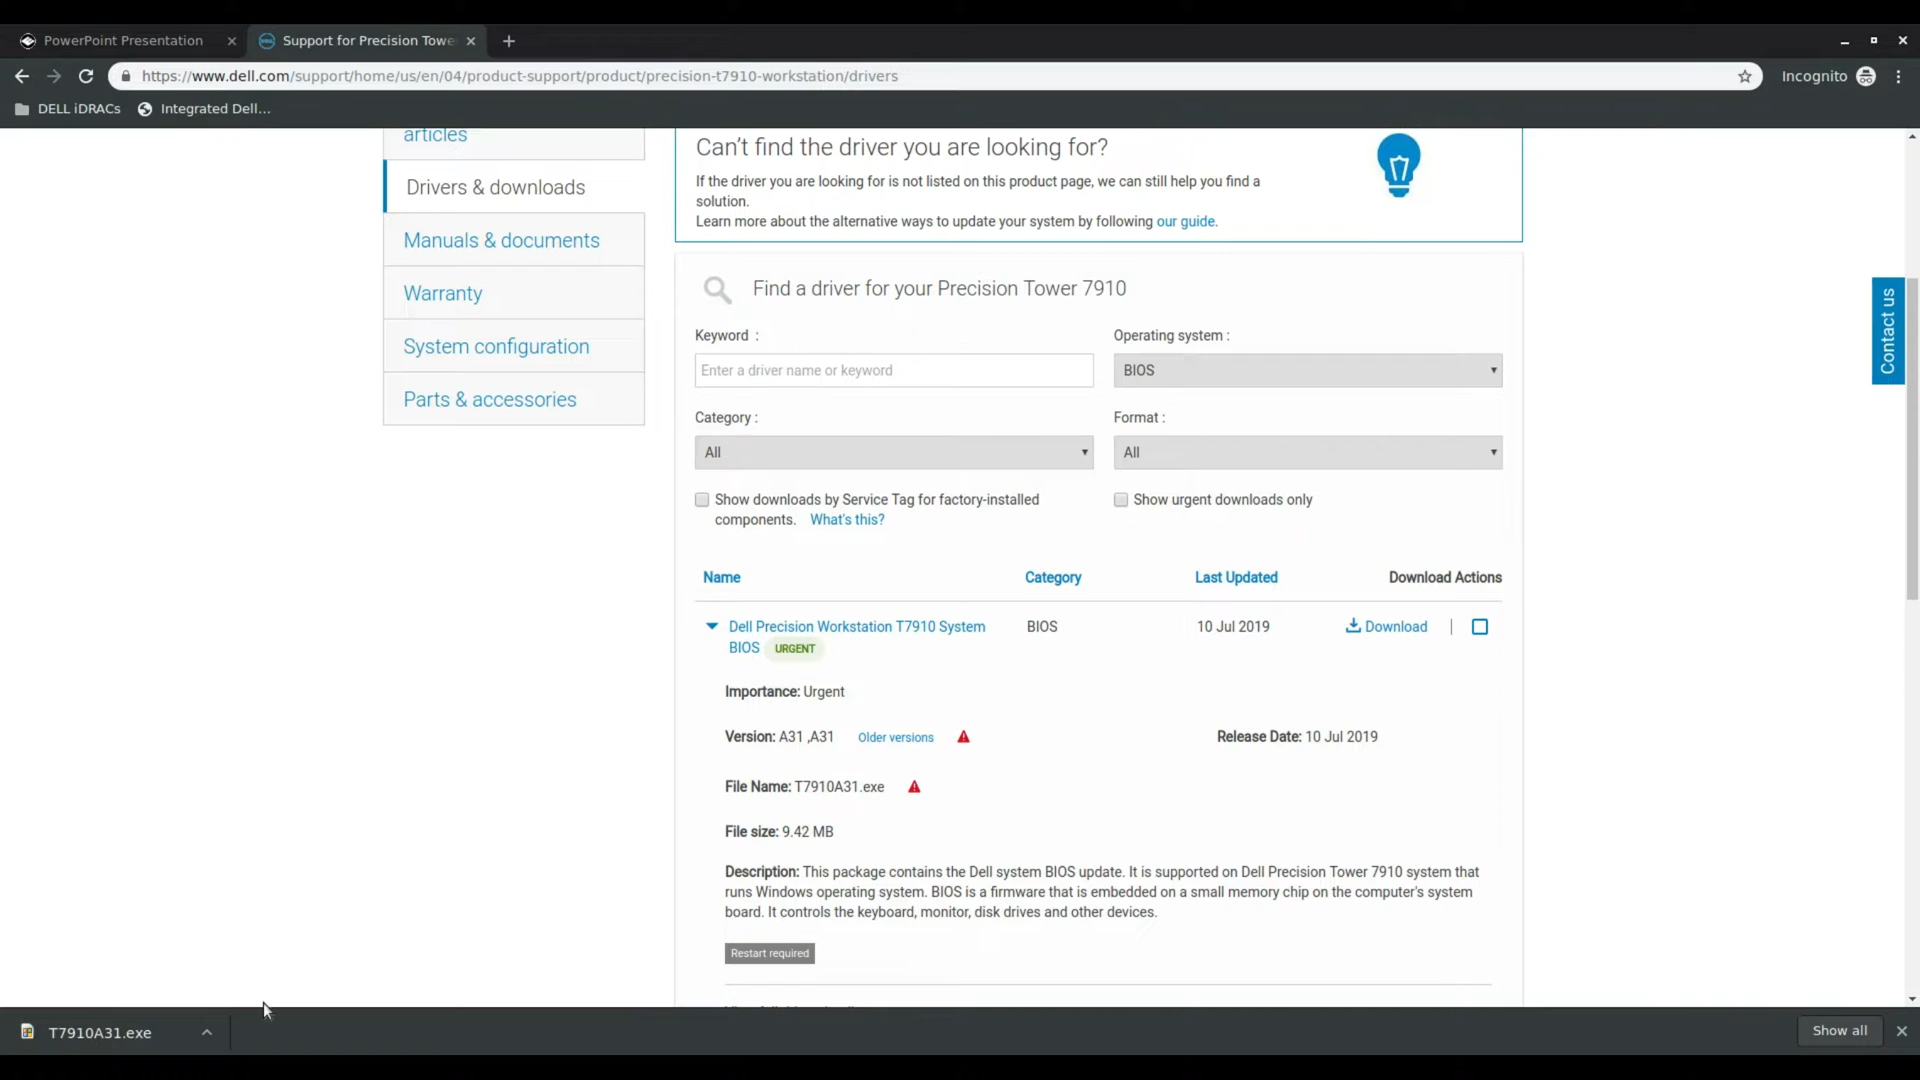 PowerPoint Presentation
Support for Precision Towe
https://www.dell.com/support/home/us/en/04/product-support/product/precision-t7910-workstation/drivers
Incognito
DELL iDRACs
Integrated Dell...
articles
Drivers & downloads
Manuals & documents
Warranty
System configuration
Parts & accessories
Can't find the driver you are looking for?
If the driver you are looking for is not listed on this product page, we can still help you find a
solution.
Learn more about the alternative ways to update your system by following our guide.
Find a driver for your Precision Tower 7910
Keyword :
Operating system :
Enter a driver name or keyword
BIOS
Category :
Format :
All
All
Show downloads by Service Tag for factory-installed
components. What's this?
Show urgent downloads only
Name
Category
Last Updated
Download Actions
Dell Precision Workstation T7910 System
BIOS URGENT
BIOS
10 Jul 2019
Download
Importance: Urgent
Version: A31 ,A31
Older versions
Release Date: 10 Jul 2019
File Name: T7910A31.exe
File size: 9.42 MB
Description: This package contains the Dell system BIOS update. It is supported on Dell Precision Tower 7910 system that
runs Windows operating system. BIOS is a firmware that is embedded on a small memory chip on the computer's system
board. It controls the keyboard, monitor, disk drives and other devices.
Restart required
Contact us
T7910A31.exe
Show all